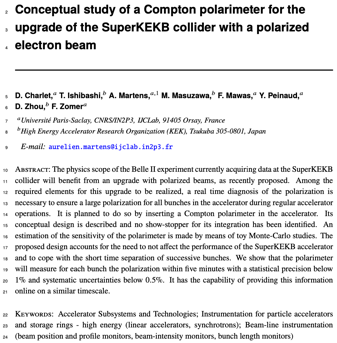 2 Conceptual study of a Compton polarimeter for the
3 upgrade of the SuperKEKB collider with a polarized
4 electron beam
5 D. Charlet,a T. Ishibashi,b A. Martens,a,1 M. Masuzawa,b F. Mawas,a Y. Peinaud,a
6 D. Zhou,b F. Zomera
7 aUniversité Paris-Saclay, CNRS/IN2P3, IJCLab, 91405 Orsay, France
8 bHigh Energy Accelerator Research Organization (KEK), Tsukuba 305-0801, Japan
9 E-mail: aurelien.martens@ijclab.in2p3.fr
10 Abstract: The physics scope of the Belle II experiment currently acquiring data at the SuperKEKB
11 collider will benefit from an upgrade with polarized beams, as recently proposed. Among the
12 required elements for this upgrade to be realized, a real time diagnosis of the polarization is
13 necessary to ensure a large polarization for all bunches in the accelerator during regular accelerator
14 operations. It is planned to do so by inserting a Compton polarimeter in the accelerator. Its
15 conceptual design is described and no show-stopper for its integration has been identified. An
16 estimation of the sensitivity of the polarimeter is made by means of toy Monte-Carlo studies. The
17 proposed design accounts for the need to not affect the performance of the SuperKEKB accelerator
18 and to cope with the short time separation of successive bunches. We show that the polarimeter
19 will measure for each bunch the polarization within five minutes with a statistical precision below
20 1% and systematic uncertainties below 0.5%. It has the capability of providing this information
21 online on a similar timescale.
22 Keywords: Accelerator Subsystems and Technologies; Instrumentation for particle accelerators
23 and storage rings - high energy (linear accelerators, synchrotrons); Beam-line instrumentation
24 (beam position and profile monitors, beam-intensity monitors, bunch length monitors)